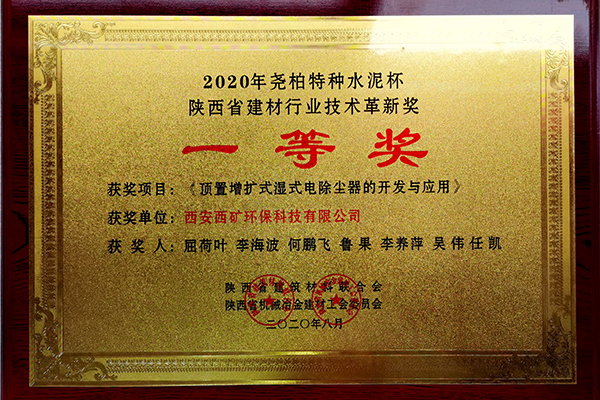 2020年尧柏特种水泥杯
陕西省建材行业技术革新奖
一等奖
获奖项目：《顶置增扩式湿式电除尘器的开发与应用》
获奖单位：西安西矿环保科技有限公司
获 奖 人：屈荷叶 李海波 何鹏飞 鲁 果 李养萍 吴 伟 任 凯
陕西省建筑材料联合会
陕西省机械冶金建材工会委员会
二〇二〇年八月